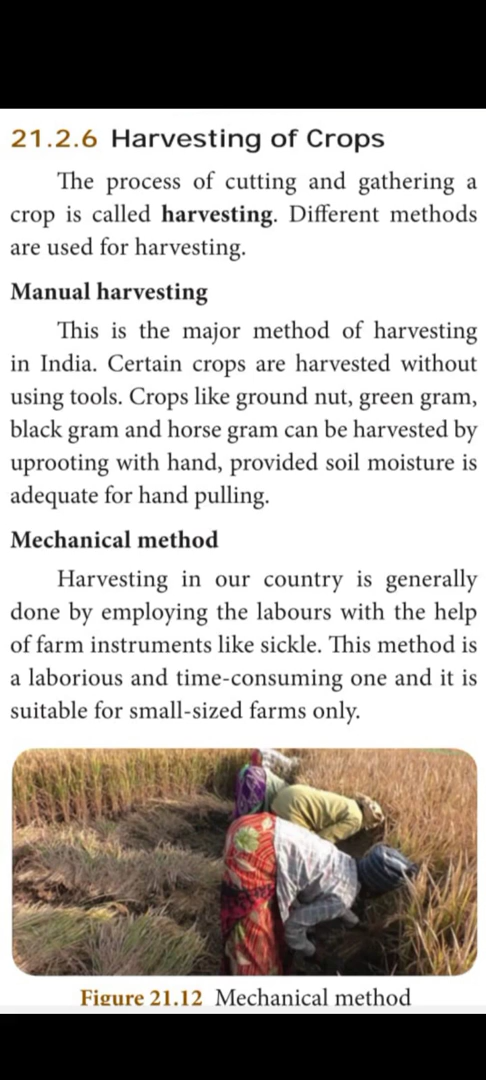 21.2.6 Harvesting of Crops
The process of cutting and gathering a
crop is called harvesting. Different methods
are used for harvesting.
Manual harvesting
This is the major method of harvesting
in India. Certain crops are harvested without
using tools. Crops like ground nut, green gram,
black gram and horse gram can be harvested by
uprooting with hand, provided soil moisture is
adequate for hand pulling.
Mechanical method
Harvesting in our country is generally
done by employing the labours with the help
of farm instruments like sickle. This method is
a laborious and time-consuming one and it is
suitable for small-sized farms only.
Figure 21.12 Mechanical method